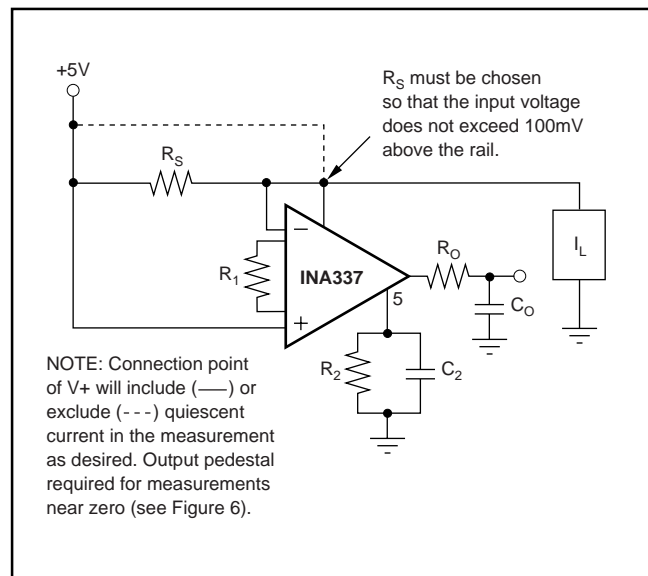 +5V
R_S must be chosen
so that the input voltage
does not exceed 100mV
above the rail.
R_S
−
R_1
INA337
+
5
R_O
C_O
I_L
R_2
C_2
NOTE: Connection point
of V+ will include (—) or
exclude (- - -) quiescent
current in the measurement
as desired. Output pedestal
required for measurements
near zero (see Figure 6).